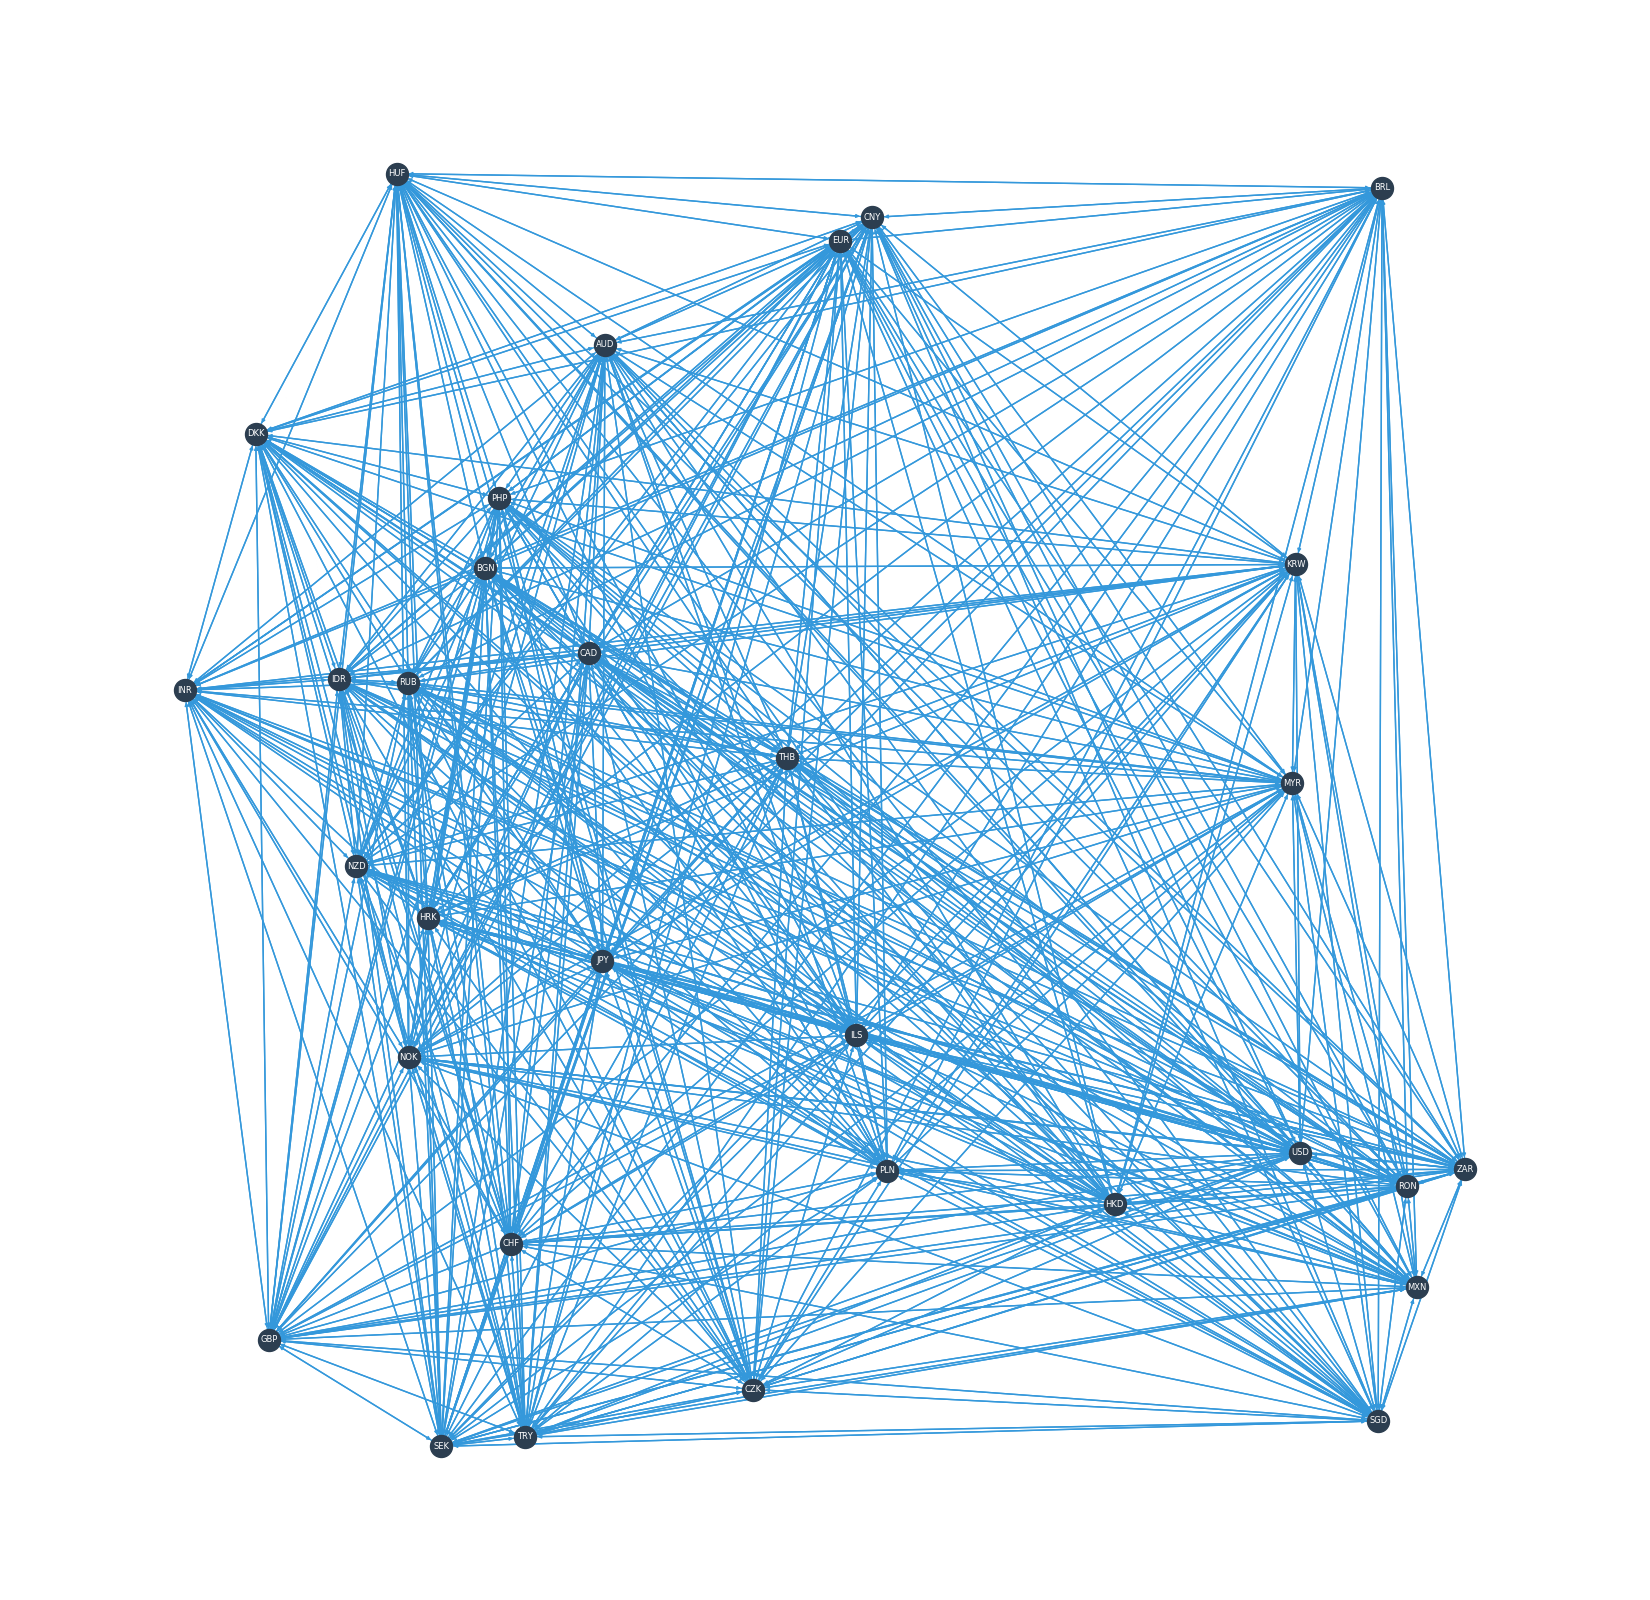 HUF
BRL
CNY
EUR
AUD
DKK
PHP
KRW
BGN
CAD
IDR
RUB
INR
THB
MYR
NZD
HRK
JPY
ILS
NOK
USD
ZAR
PLN
RON
HKD
CHF
MXN
GBP
CZK
SGD
TRY
SEK